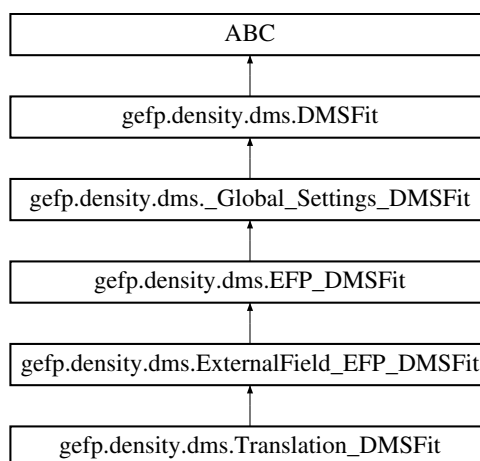 ABC
gefp.density.dms.DMSFit
gefp.density.dms._Global_Settings_DMSFit
gefp.density.dms.EFP_DMSFit
gefp.density.dms.ExternalField_EFP_DMSFit
gefp.density.dms.Translation_DMSFit